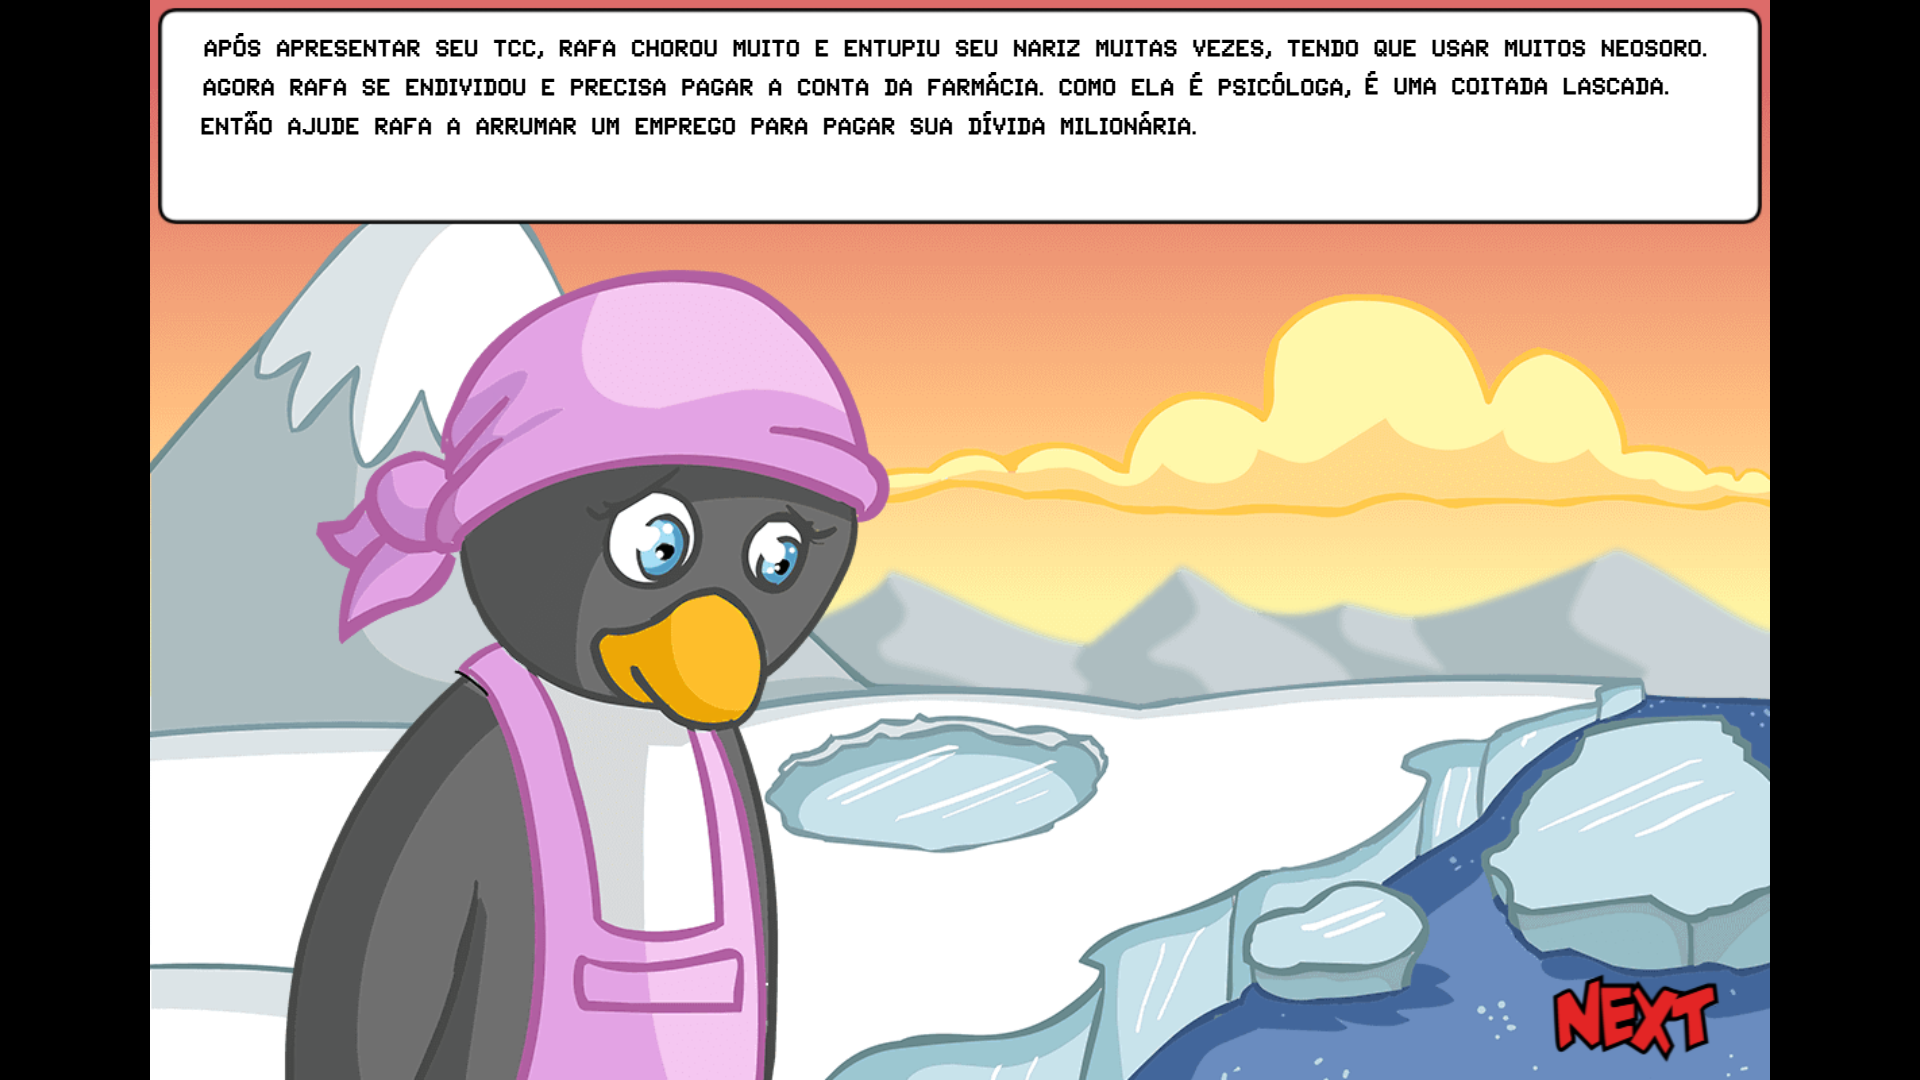 APÓS APRESENTAR SEU TCC, RAFA CHOROU MUITO E ENTUPIU SEU NARIZ MUITAS VEZES, TENDO QUE USAR MUITOS NEOSORO.
AGORA RAFA SE ENDIVIDOU E PRECISA PAGAR A CONTA DA FARMÁCIA. COMO ELA É PSICÓLOGA, É UMA COITADA LASCADA.
ENTÃO AJUDE RAFA A ARRUMAR UM EMPREGO PARA PAGAR SUA DÍVIDA MILIONÁRIA.
NEXT